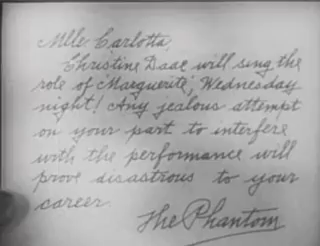 Mlle Carlotta,
Christine Daae will sing the
role of 'Marguerite', Wednesday
night! Any jealous attempt
on your part to interfere
with the performance will
prove disastrous to your
career.
The Phantom